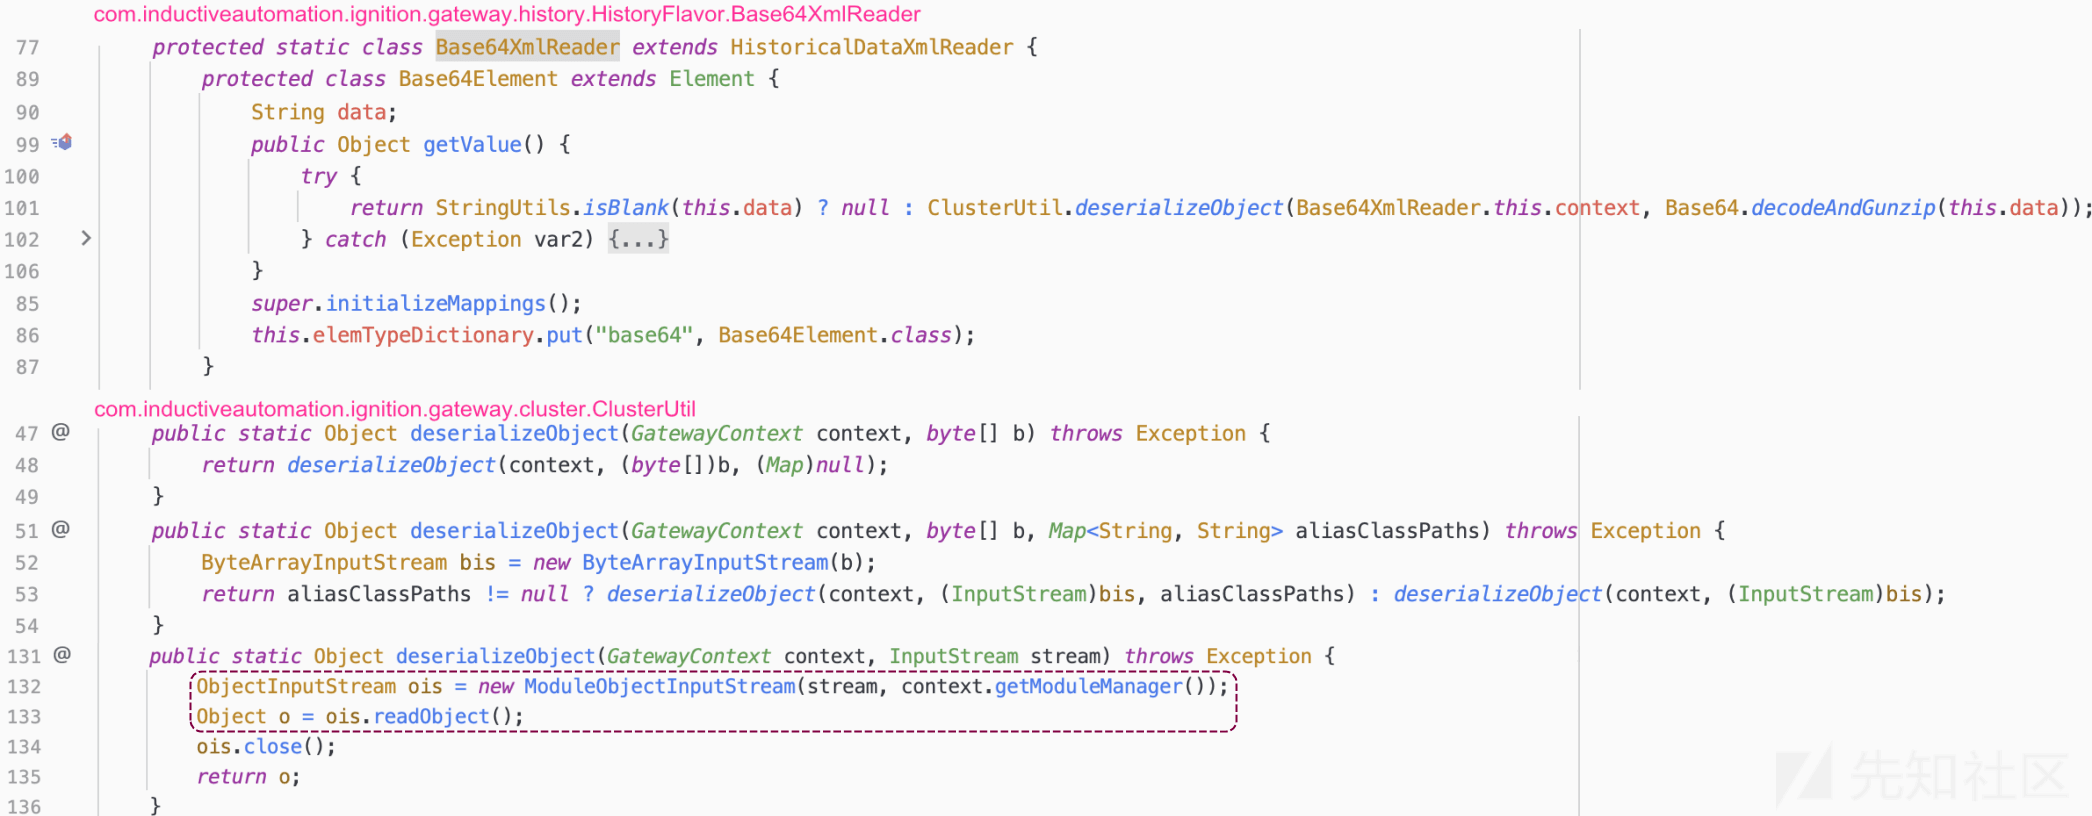 com.inductiveautomation.ignition.gateway.history.HistoryFlavor.Base64XmlReader
77 protected static class Base64XmlReader extends HistoricalDataXmlReader {
89 protected class Base64Element extends Element {
90 String data;
99 public Object getValue() {
100 try {
101 return StringUtils.isBlank(this.data) ? null : ClusterUtil.deserializeObject(Base64XmlReader.this.context, Base64.decodeAndGunzip(this.data));
102 } catch (Exception var2) {...}
106 }
85 super.initializeMappings();
86 this.elemTypeDictionary.put("base64", Base64Element.class);
87 }
com.inductiveautomation.ignition.gateway.cluster.ClusterUtil
47 @ public static Object deserializeObject(GatewayContext context, byte[] b) throws Exception {
48 return deserializeObject(context, (byte[])b, (Map)null);
49 }
51 @ public static Object deserializeObject(GatewayContext context, byte[] b, Map<String, String> aliasClassPaths) throws Exception {
52 ByteArrayInputStream bis = new ByteArrayInputStream(b);
53 return aliasClassPaths != null ? deserializeObject(context, (InputStream)bis, aliasClassPaths) : deserializeObject(context, (InputStream)bis);
54 }
131 @ public static Object deserializeObject(GatewayContext context, InputStream stream) throws Exception {
132 ObjectInputStream ois = new ModuleObjectInputStream(stream, context.getModuleManager());
133 Object o = ois.readObject();
134 ois.close();
135 return o;
136 }
先知社区